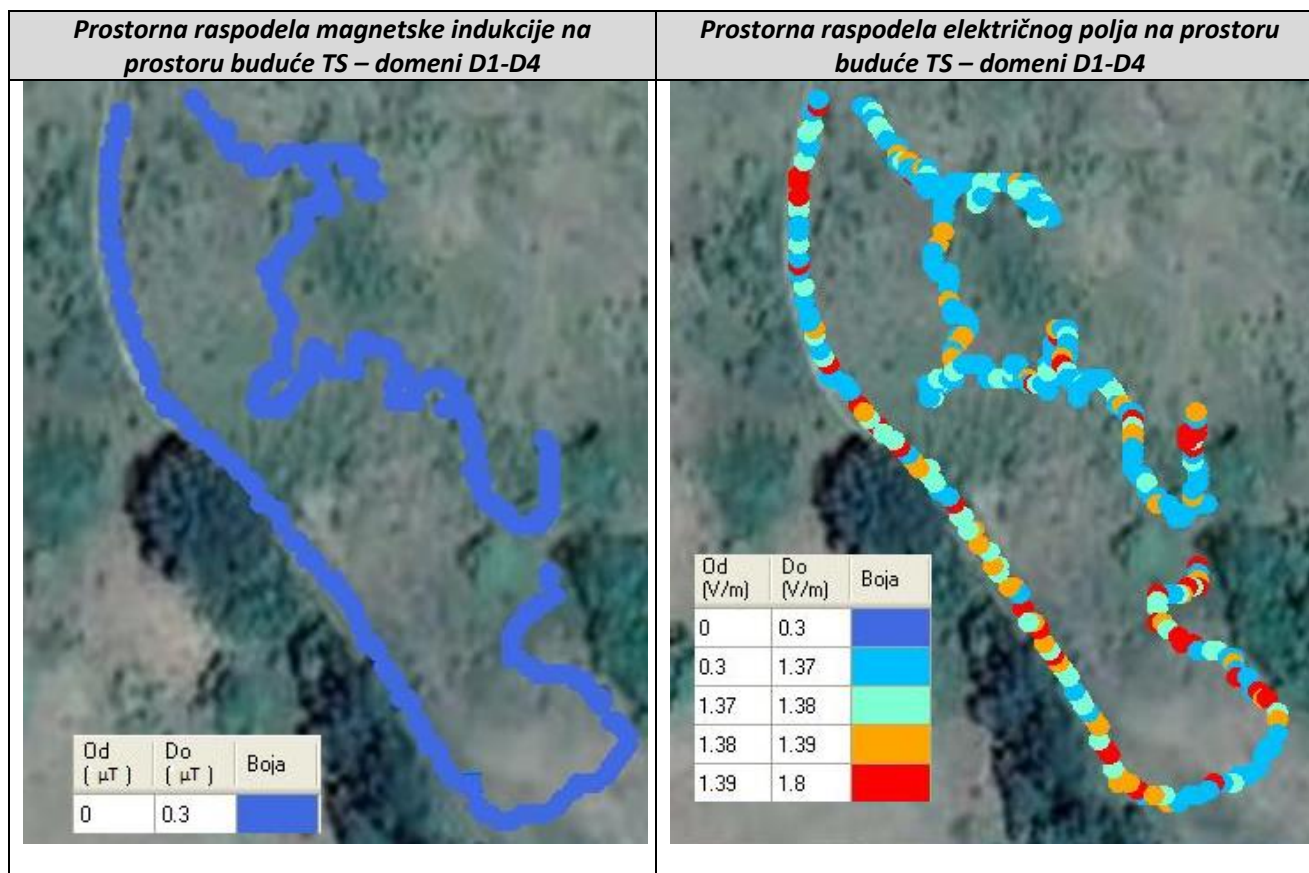 Prostorna raspodela magnetske indukcije na
prostoru buduće TS – domeni D1-D4
Prostorna raspodela električnog polja na prostoru
buduće TS – domeni D1-D4
Od Do Boja
( µT ) ( µT )
0 0.3
Od Do Boja
(V/m) (V/m)
0 0.3
0.3 1.37
1.37 1.38
1.38 1.39
1.39 1.8